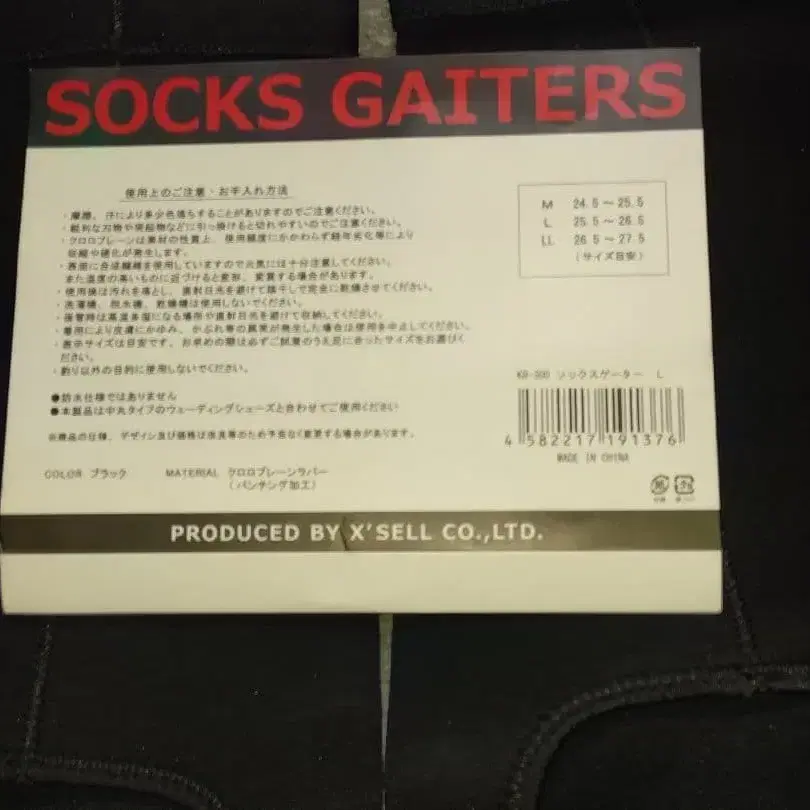 SOCKS GAITERS
使用上のご注意・お手入れ方法
・摩擦、汗により多少色落ちすることがありますのでご注意ください。
・鋭利な刃物や突起物などに引っ掛けると切れやすいのでご注意ください。
・クロロプレーンは素材の性質上、使用頻度にかかわらず経年劣化等により
収縮や硬化が発生します。
・表面に合成繊維を使用していますので火気には十分注意してください。
また温度の高いものに近づけると変形、変質する場合があります。
・使用後は汚れを落とし、直射日光を避けて陰干しで完全に乾燥させてください。
・洗濯機、脱水機、乾燥機は使用しないでください。
・保管時は高温多湿になる場所や直射日光を避けて収納してください。
・着用により皮膚にかゆみ、かぶれ等の異常が発生した場合は使用を中止してください。
・表示サイズは目安です。お求めの際は必ずご試着のうえ足に合ったサイズをお選びく
ださい。
・釣り以外の目的に使用しないでください。
●防水仕様ではありません
●本製品は中丸タイプのウェーディングシューズと合わせてご使用ください
※商品の仕様、デザイン及び価格は改良等のため予告なく変更する場合があります。
COLOR ブラック MATERIAL クロロプレーンラバー
(パンチング加工)
M 24.5～25.5
L 25.5～26.5
LL 26.5～27.5
(サイズ目安)
ソックスゲーター L
4 582217 191376
MADE IN CHINA
PRODUCED BY X'SELL CO.,LTD.